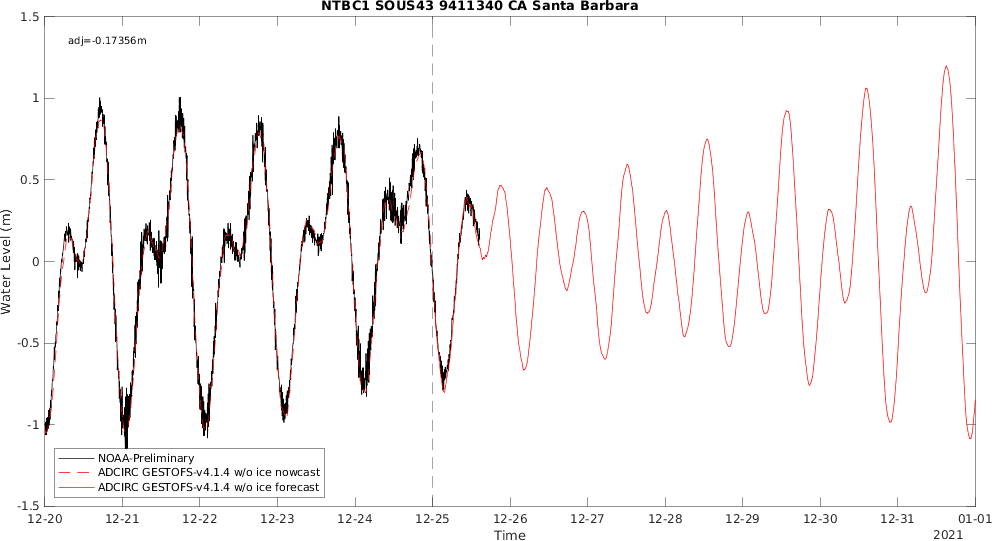 NTBC1 SOUS43 9411340 CA Santa Barbara
adj=-0.17356m
1.5
1
0.5
0
-0.5
-1
-1.5
Water Level (m)
NOAA-Preliminary
ADCIRC GESTOFS-v4.1.4 w/o ice nowcast
ADCIRC GESTOFS-v4.1.4 w/o ice forecast
12-20 12-21 12-22 12-23 12-24 12-25 12-26 12-27 12-28 12-29 12-30 12-31 01-01
Time
2021